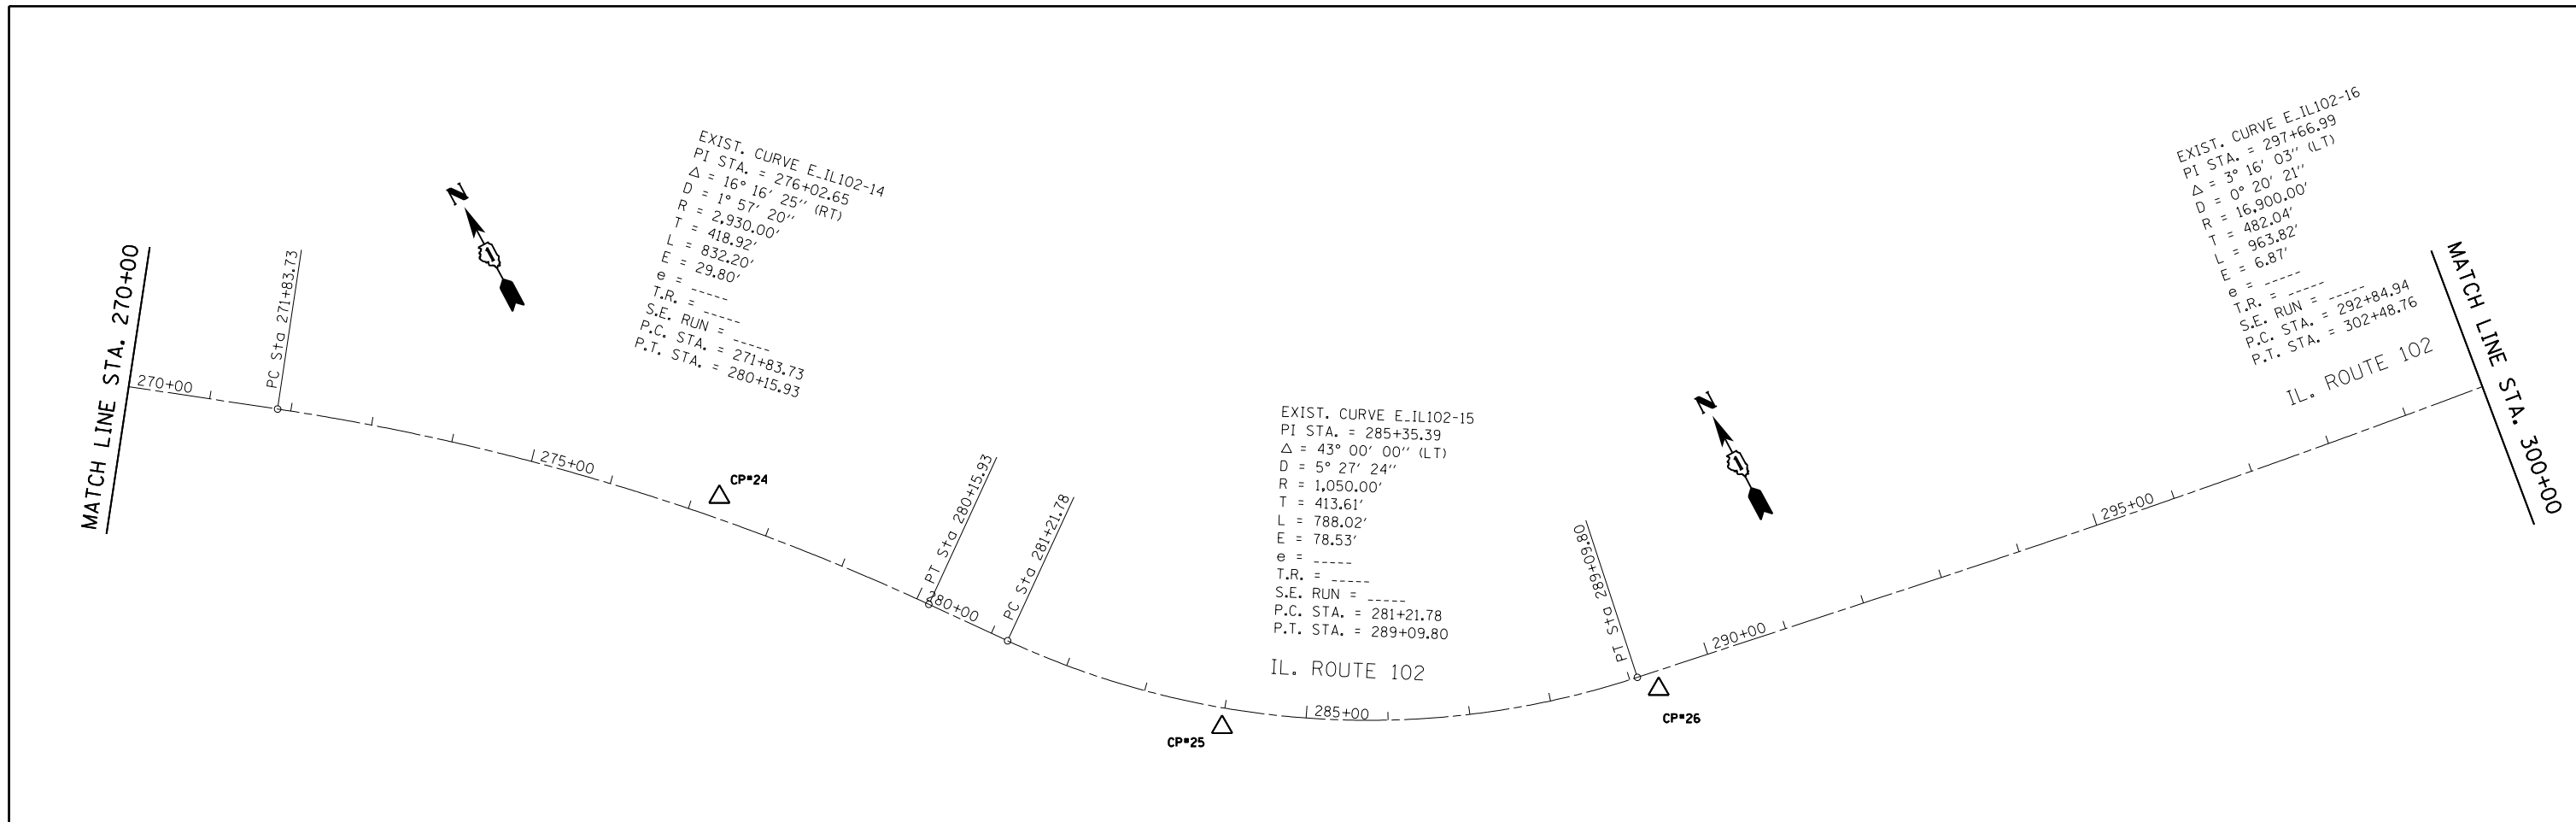 MATCH LINE STA. 270+00
270+00
PC Sta 271+83.73
N
EXIST. CURVE E_IL102-14
PI STA. = 276+02.65
△ = 16° 16' 25'' (RT)
D = 1° 57' 20''
R = 2,930.00'
T = 418.92'
L = 832.20'
E = 29.80'
e = -----
T.R. = -----
S.E. RUN = -----
P.C. STA. = 271+83.73
P.T. STA. = 280+15.93
275+00
CP#24
PT Sta 280+15.93
280+00
PC Sta 281+21.78
EXIST. CURVE E_IL102-15
PI STA. = 285+35.39
△ = 43° 00' 00'' (LT)
D = 5° 27' 24''
R = 1,050.00'
T = 413.61'
L = 788.02'
E = 78.53'
e = -----
T.R. = -----
S.E. RUN = -----
P.C. STA. = 281+21.78
P.T. STA. = 289+09.80
IL. ROUTE 102
285+00
CP#25
PT Sta 289+09.80
CP#26
N
290+00
295+00
EXIST. CURVE E_IL102-16
PI STA. = 297+66.99
△ = 3° 16' 03'' (LT)
D = 0° 20' 21''
R = 16,900.00'
T = 482.04'
L = 963.82'
E = 6.87'
e = -----
T.R. = -----
S.E. RUN = -----
P.C. STA. = 292+84.94
P.T. STA. = 302+48.76
IL. ROUTE 102
MATCH LINE STA. 300+00